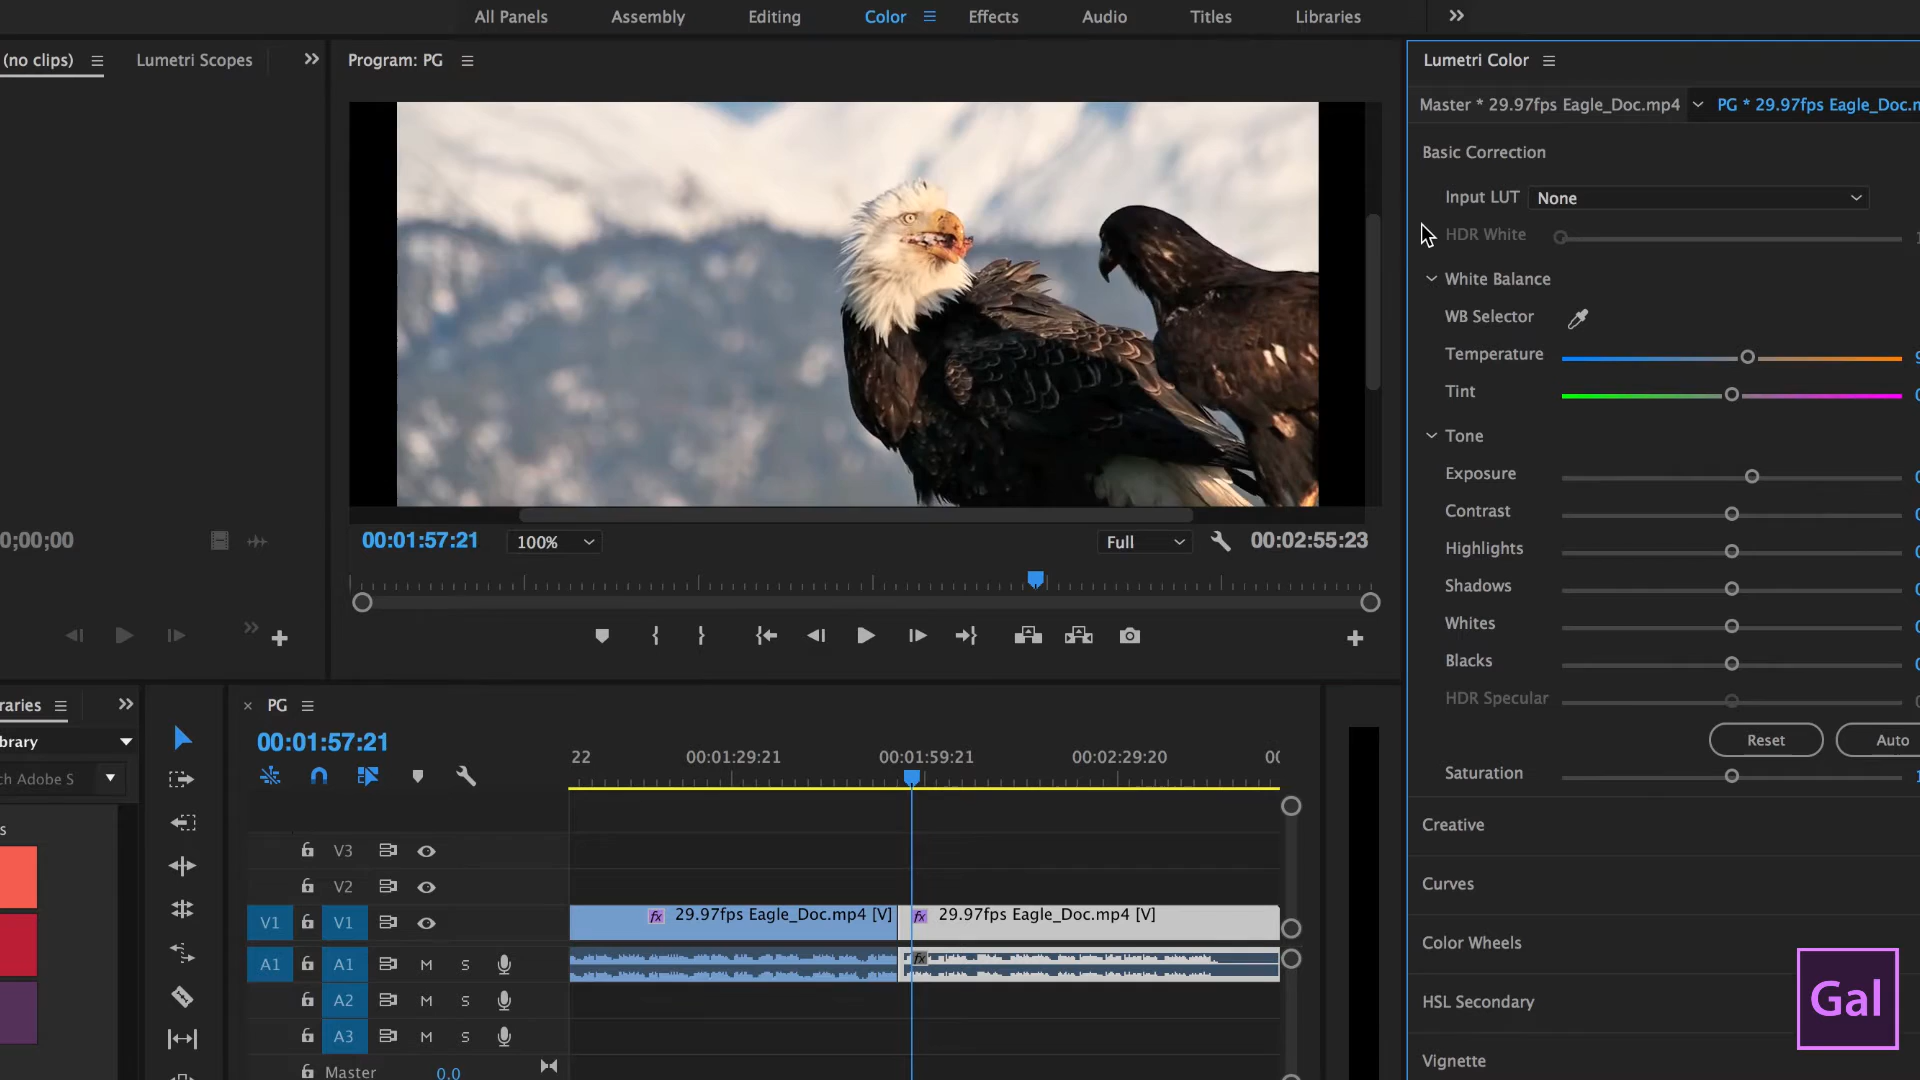 All Panels Assembly Editing Color Effects Audio Titles Libraries
(no clips) Lumetri Scopes Program: PG Lumetri Color
Master * 29.97fps Eagle_Doc.mp4 PG * 29.97fps Eagle_Doc.m
Basic Correction
Input LUT None
HDR White
White Balance
WB Selector
Temperature
Tint
Tone
Exposure
Contrast
Highlights
Shadows
Whites
Blacks
HDR Specular
Reset Auto
Saturation
Creative
Curves
Color Wheels
HSL Secondary
Vignette
0;00;00 00:01:57:21 100% Full 00:02:55:23
raries PG
brary 00:01:57:21
ch Adobe S
s
22 00:01:29:21 00:01:59:21 00:02:29:20 00
V3
V2
V1 V1 fx 29.97fps Eagle_Doc.mp4 [V] fx 29.97fps Eagle_Doc.mp4 [V]
A1 A1 M S fx
A2 M S
A3 M S
Master 0.0
Gal